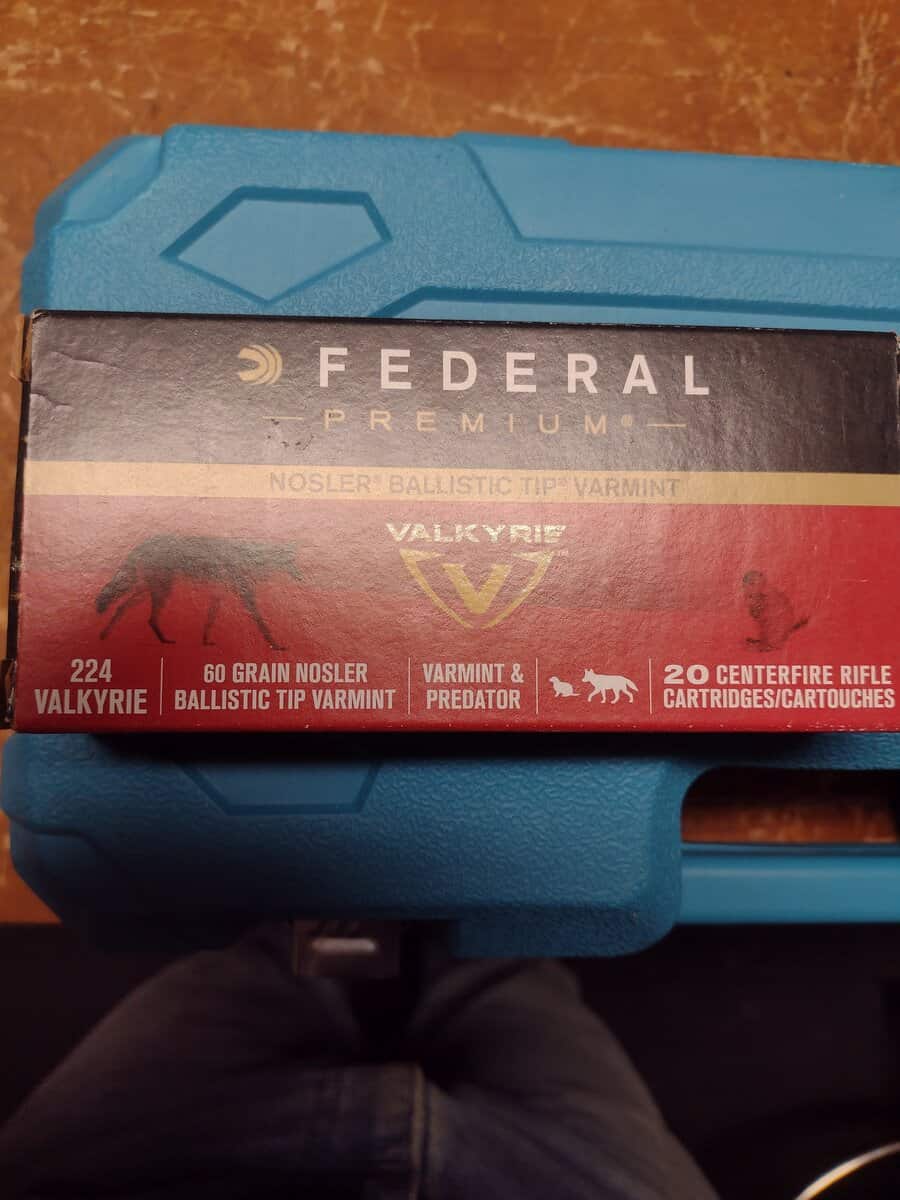 FEDERAL
PREMIUM®
NOSLER® BALLISTIC TIP® VARMINT
VALKYRIE™
V
224
VALKYRIE
60 GRAIN NOSLER
BALLISTIC TIP VARMINT
VARMINT &
PREDATOR
20 CENTERFIRE RIFLE
CARTRIDGES/CARTOUCHES